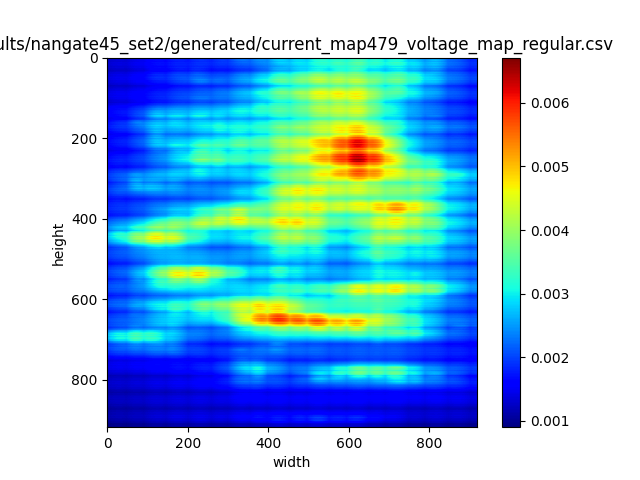 ults/nangate45_set2/generated/current_map479_voltage_map_regular.csv
0
200
400
600
800
height
0 200 400 600 800
width
0.006
0.005
0.004
0.003
0.002
0.001